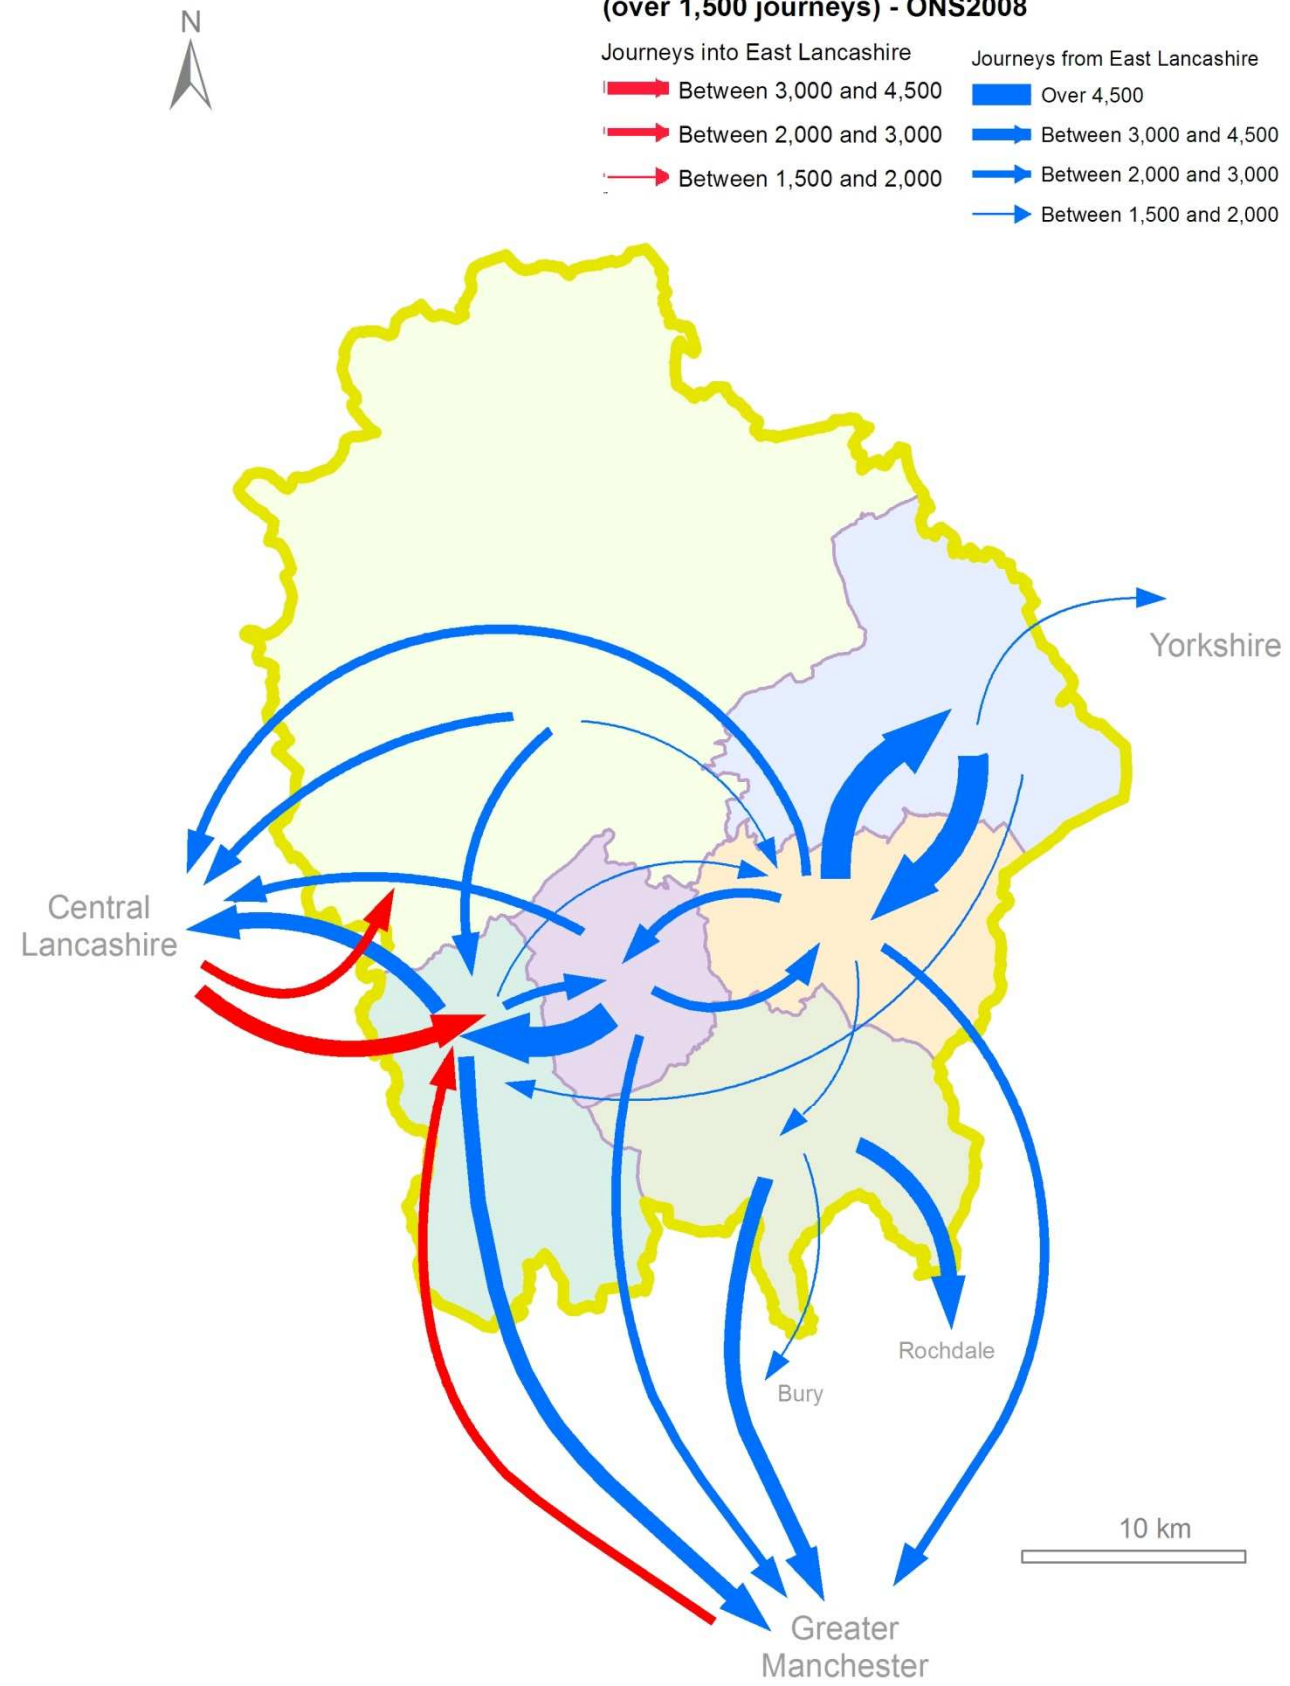 (over 1,500 journeys) - ONS2008
N
Journeys into East Lancashire
Between 3,000 and 4,500
Between 2,000 and 3,000
Between 1,500 and 2,000
Journeys from East Lancashire
Over 4,500
Between 3,000 and 4,500
Between 2,000 and 3,000
Between 1,500 and 2,000
Yorkshire
Central
Lancashire
Rochdale
Bury
10 km
Greater
Manchester